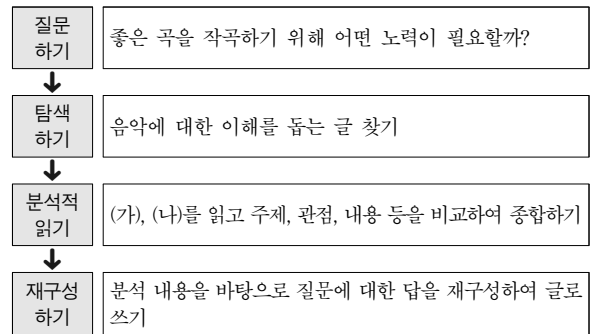 질문
하기
좋은 곡을 작곡하기 위해 어떤 노력이 필요할까?
탐색
하기
음악에 대한 이해를 돕는 글 찾기
분석적
읽기
(가), (나)를 읽고 주제, 관점, 내용 등을 비교하여 종합하기
재구성
하기
분석 내용을 바탕으로 질문에 대한 답을 재구성하여 글로
쓰기